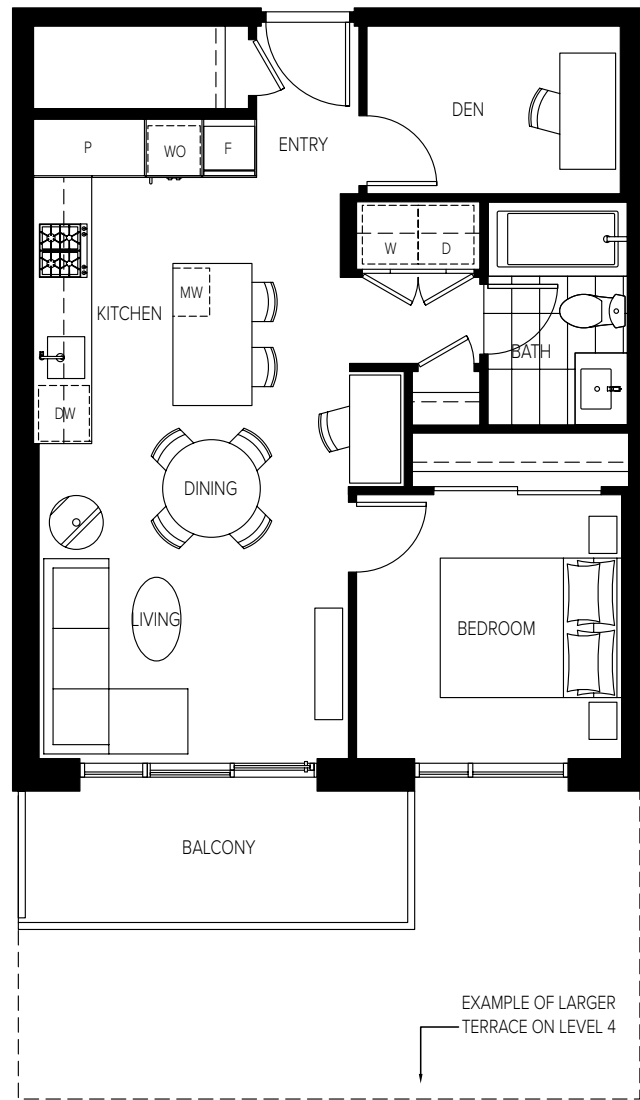 DEN
P
WO
F
ENTRY
W
D
MW
KITCHEN
BATH
DW
DINING
LIVING
BEDROOM
BALCONY
EXAMPLE OF LARGER
TERRACE ON LEVEL 4